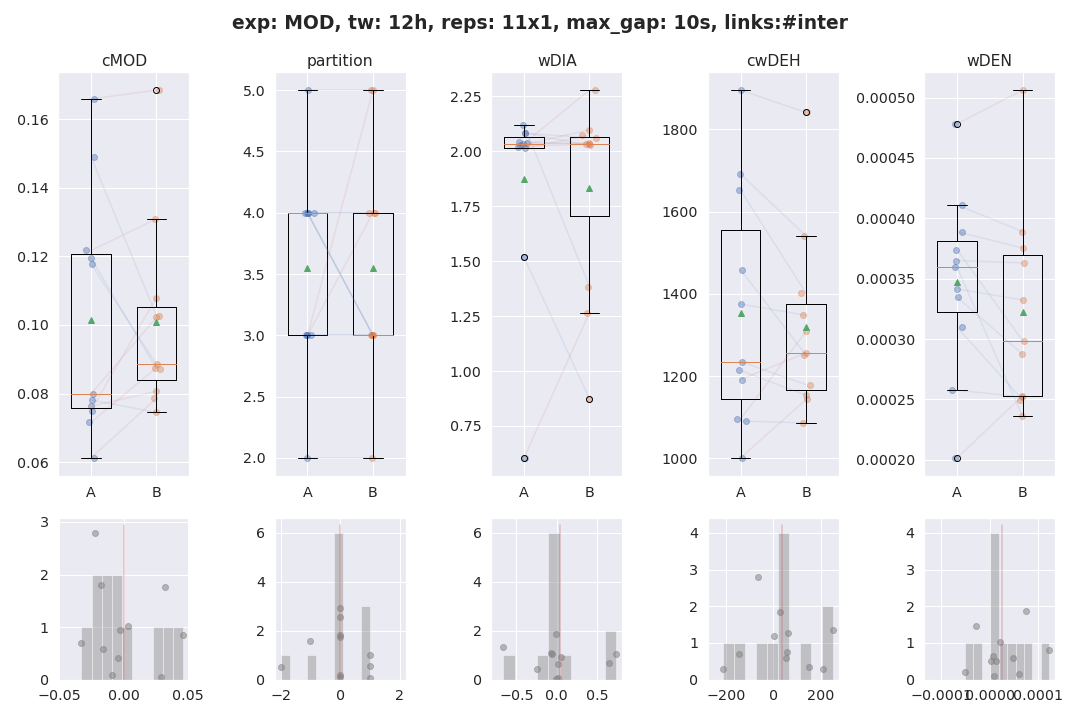 exp: MOD, tw: 12h, reps: 11x1, max_gap: 10s, links:#inter
cMOD partition wDIA cwDEH wDEN
0.16 0.14 0.12 0.10 0.08 0.06
5.0 4.5 4.0 3.5 3.0 2.5 2.0
2.25 2.00 1.75 1.50 1.25 1.00 0.75
1800 1600 1400 1200 1000
0.00050 0.00045 0.00040 0.00035 0.00030 0.00025 0.00020
A B A B A B A B A B
3 2 1 0
6 4 2 0
6 4 2 0
4 3 2 1 0
4 3 2 1 0
−0.05 0.00 0.05 −2 0 2 −0.5 0.0 0.5 −200 0 200 −0.0001 0.0000 0.0001